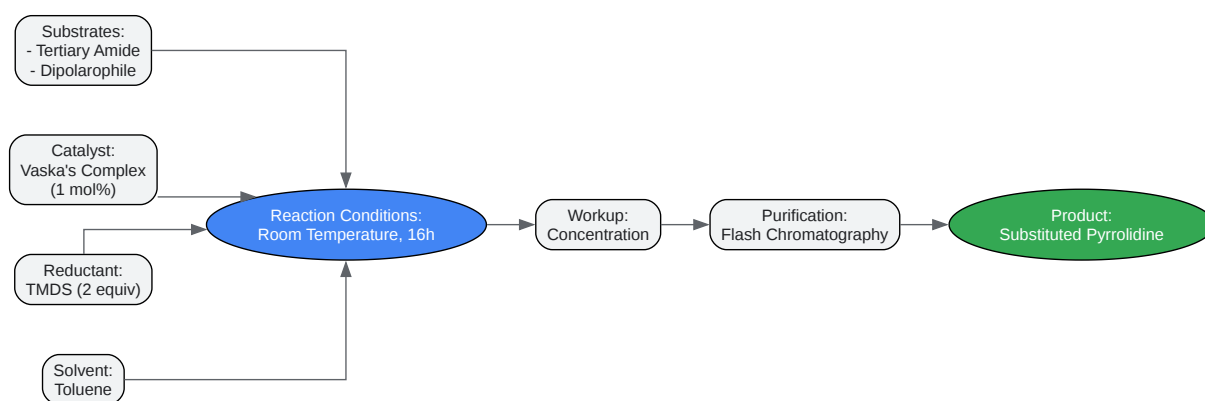 Substrates:
- Tertiary Amide
- Dipolarophile
Catalyst:
Vaska's Complex
(1 mol%)
Reductant:
TMDS (2 equiv)
Solvent:
Toluene
Reaction Conditions:
Room Temperature, 16h
Workup:
Concentration
Purification:
Flash Chromatography
Product:
Substituted Pyrrolidine